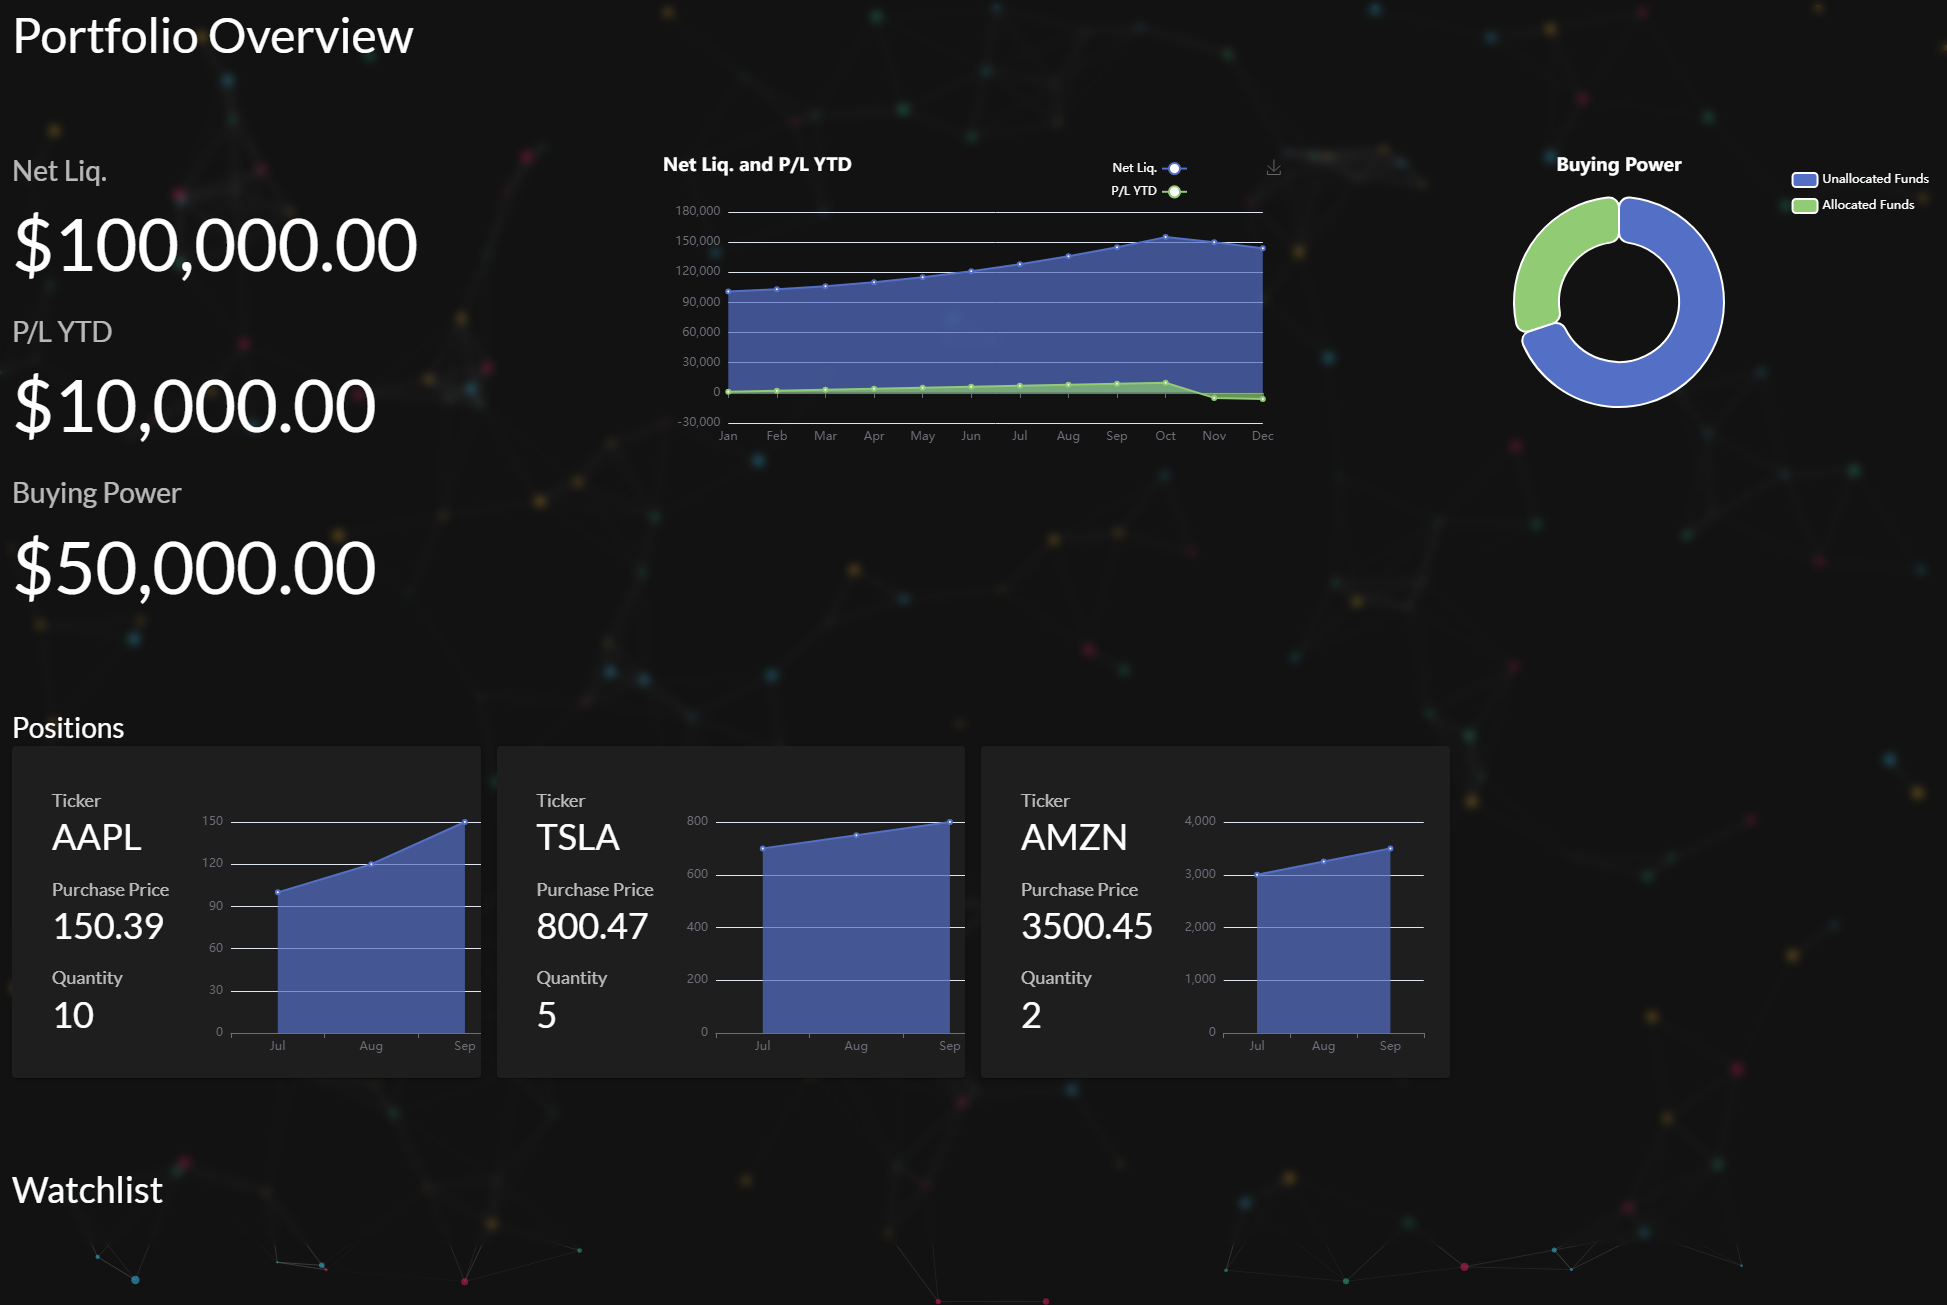 Portfolio Overview
Net Liq.
$100,000.00
P/L YTD
$10,000.00
Buying Power
$50,000.00
Net Liq. and P/L YTD
Net Liq.
P/L YTD
180,000
150,000
120,000
90,000
60,000
30,000
0
-30,000
Jan Feb Mar Apr May Jun Jul Aug Sep Oct Nov Dec
Buying Power
Unallocated Funds
Allocated Funds
Positions
Ticker
AAPL
Purchase Price
150.39
Quantity
10
150
120
90
60
30
0
Jul Aug Sep
Ticker
TSLA
Purchase Price
800.47
Quantity
5
800
600
400
200
0
Jul Aug Sep
Ticker
AMZN
Purchase Price
3500.45
Quantity
2
4,000
3,000
2,000
1,000
0
Jul Aug Sep
Watchlist